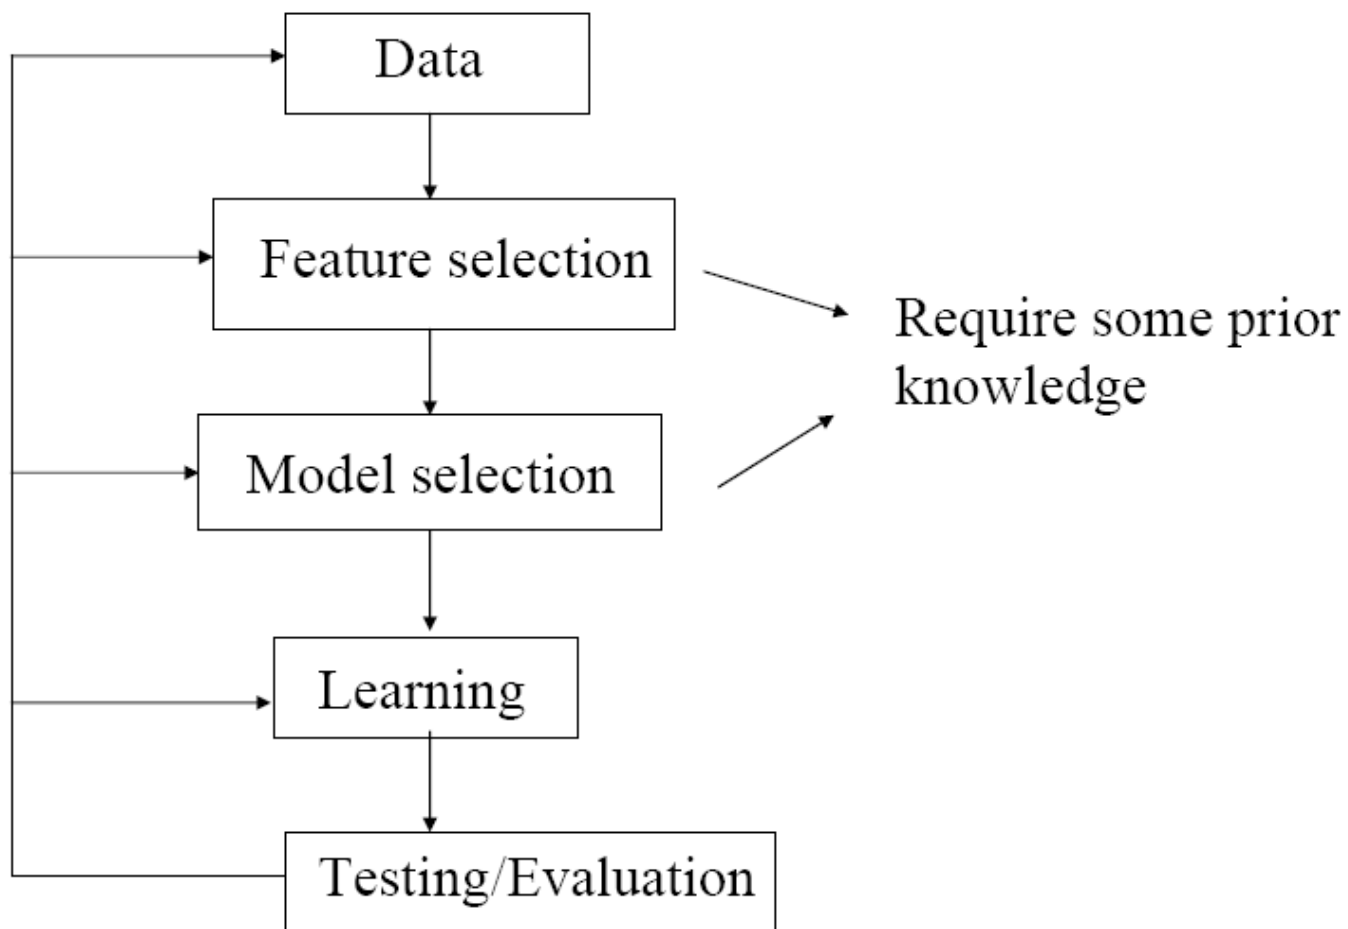 Data
Feature selection
Require some prior
knowledge
Model selection
Learning
Testing/Evaluation